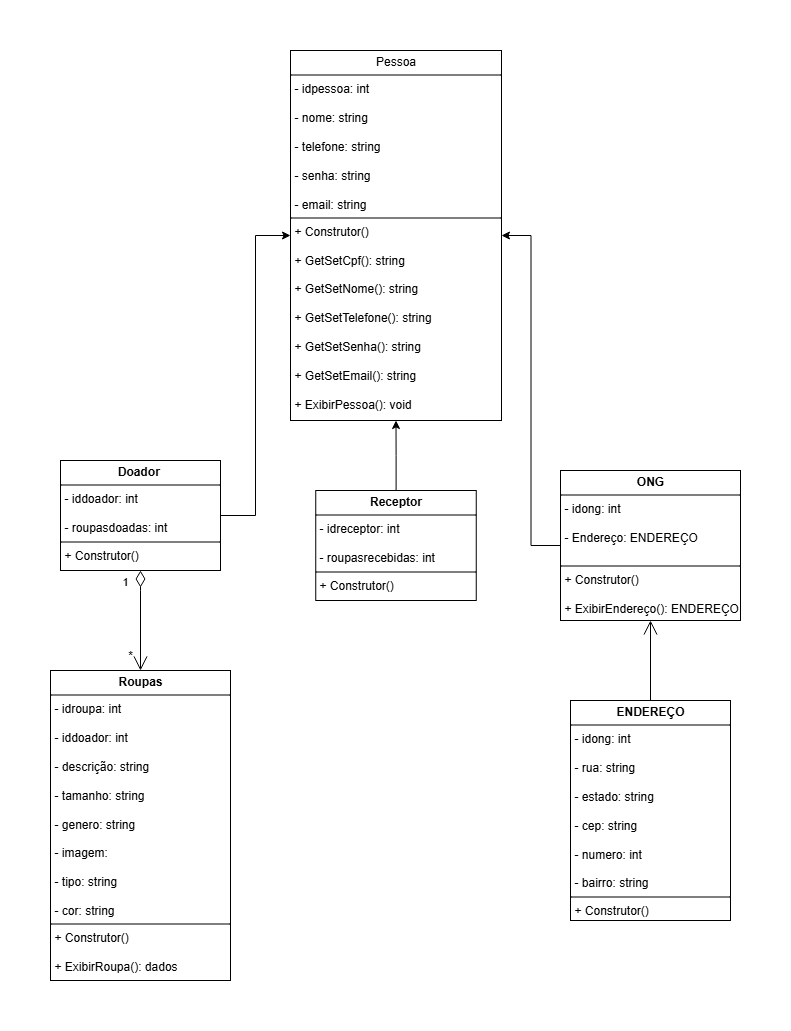 Pessoa
- idpessoa: int
- nome: string
- telefone: string
- senha: string
- email: string
+ Construtor()
+ GetSetCpf(): string
+ GetSetNome(): string
+ GetSetTelefone(): string
+ GetSetSenha(): string
+ GetSetEmail(): string
+ ExibirPessoa(): void
Doador
- iddoador: int
- roupasdoadas: int
+ Construtor()
1
*
Receptor
- idreceptor: int
- roupasrecebidas: int
+ Construtor()
ONG
- idong: int
- Endereço: ENDEREÇO
+ Construtor()
+ ExibirEndereço(): ENDEREÇO
Roupas
- idroupa: int
- iddoador: int
- descrição: string
- tamanho: string
- genero: string
- imagem:
- tipo: string
- cor: string
+ Construtor()
+ ExibirRoupa(): dados
ENDEREÇO
- idong: int
- rua: string
- estado: string
- cep: string
- numero: int
- bairro: string
+ Construtor()